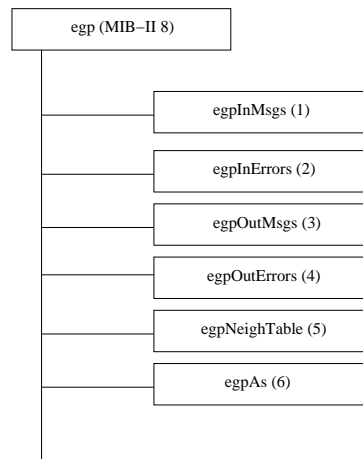 egp (MIB−II 8)
egpInMsgs (1)
egpInErrors (2)
egpOutMsgs (3)
egpOutErrors (4)
egpNeighTable (5)
egpAs (6)